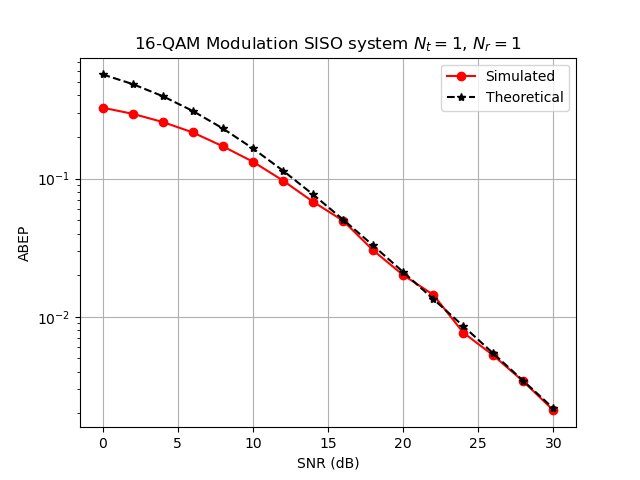 16-QAM Modulation SISO system $N_t = 1$, $N_r = 1$
Simulated
Theoretical
ABEP
10⁻¹
10⁻²
0 5 10 15 20 25 30
SNR (dB)